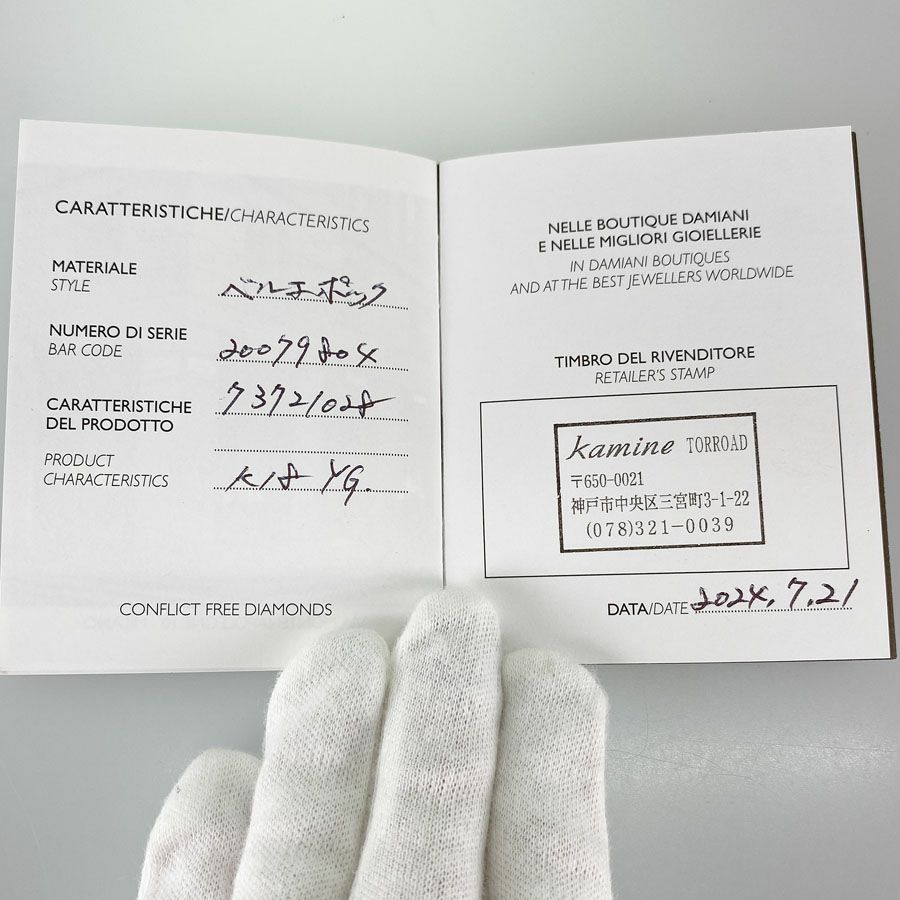 CARATTERISTICHE/CHARACTERISTICS
MATERIALE
STYLE
ベルエポック
NUMERO DI SERIE
BAR CODE
20079804
73721028
CARATTERISTICHE
DEL PRODOTTO
PRODUCT
CHARACTERISTICS
K18 YG.
CONFLICT FREE DIAMONDS
NELLE BOUTIQUE DAMIANI
E NELLE MIGLIORI GIOIELLERIE
IN DAMIANI BOUTIQUES
AND AT THE BEST JEWELLERS WORLDWIDE
TIMBRO DEL RIVENDITORE
RETAILER'S STAMP
kamine TORROAD
〒650-0021
神戸市中央区三宮町3-1-22
(078)321-0039
DATA/DATE 2024.7.21